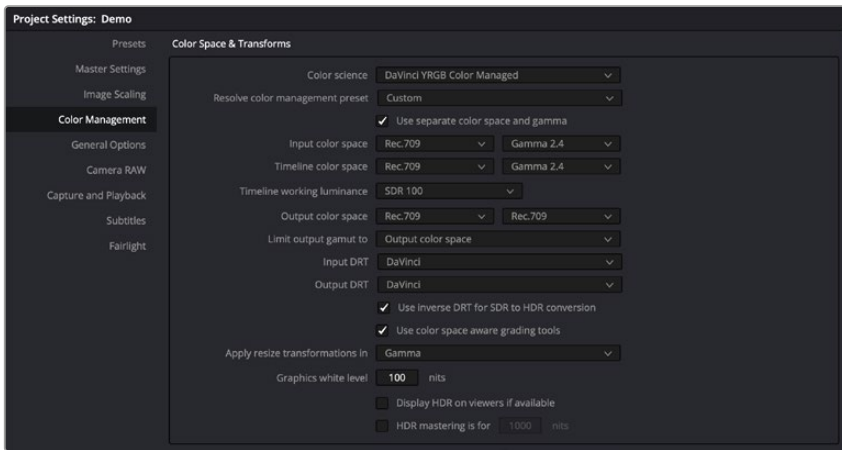 Project Settings: Demo
Presets
Master Settings
Image Scaling
Color Management
General Options
Camera RAW
Capture and Playback
Subtitles
Fairlight
Color Space & Transforms
Color science DaVinci YRGB Color Managed
Resolve color management preset Custom
Use separate color space and gamma
Input color space Rec.709 Gamma 2.4
Timeline color space Rec.709 Gamma 2.4
Timeline working luminance SDR 100
Output color space Rec.709 Rec.709
Limit output gamut to Output color space
Input DRT DaVinci
Output DRT DaVinci
Use inverse DRT for SDR to HDR conversion
Use color space aware grading tools
Apply resize transformations in Gamma
Graphics white level 100 nits
Display HDR on viewers if available
HDR mastering is for 1000 nits